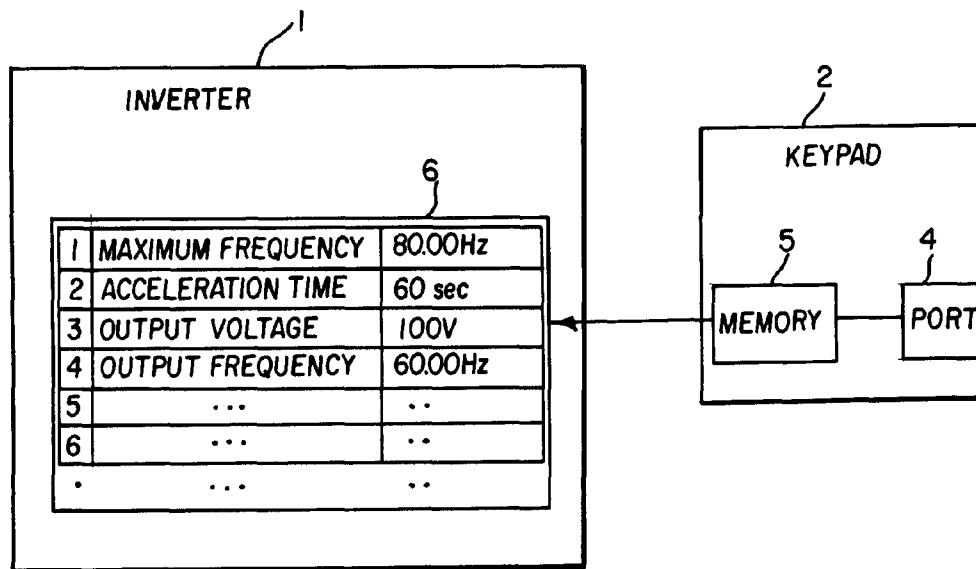 1
INVERTER
6
1 MAXIMUM FREQUENCY 80.00Hz
2 ACCELERATION TIME 60 sec
3 OUTPUT VOLTAGE 100V
4 OUTPUT FREQUENCY 60.00Hz
5 ... ..
6 ... ..
. ... ..
2
KEYPAD
5
4
MEMORY
PORT